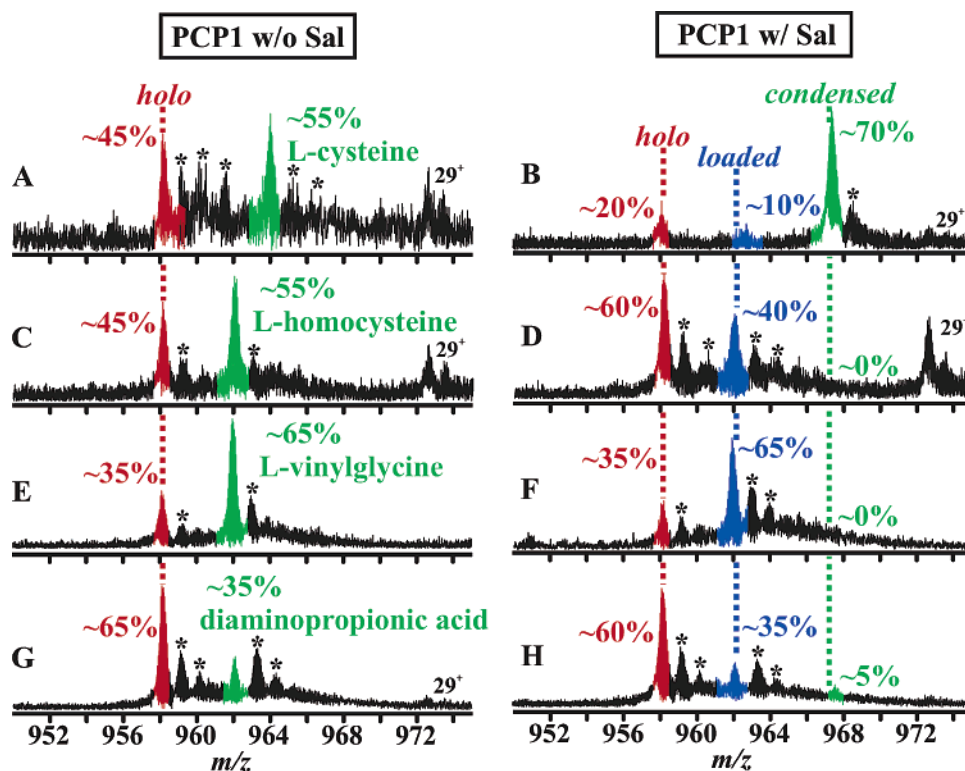 PCP1 w/o Sal
PCP1 w/ Sal
A
holo
~45%
~55%
L-cysteine
* * * * *
29⁺
B
holo
loaded
condensed
~20%
~10%
~70%
*
29⁺
C
~45%
~55%
L-homocysteine
* *
29⁺
D
~60%
~40%
~0%
* * * *
29⁺
E
~35%
~65%
L-vinylglycine
* *
F
~35%
~65%
~0%
* * *
G
~65%
~35%
diaminopropionic acid
* * * *
29⁺
H
~60%
~35%
~5%
* * * *
952 956 960 964 968 972
m/z
952 956 960 964 968 972
m/z